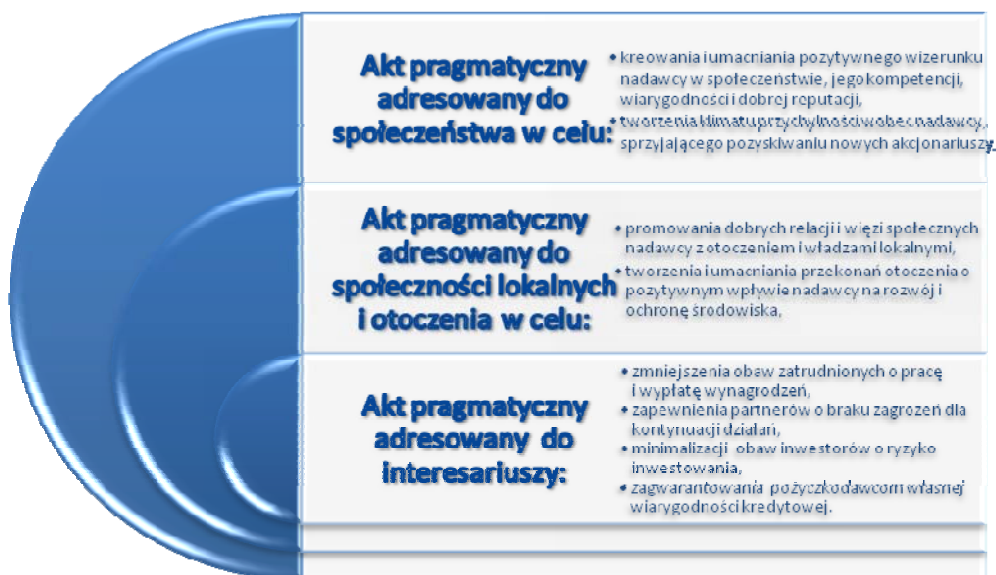 Akt pragmatyczny
adresowany do
społeczeństwa w celu:
• kreowania i umacniania pozytywnego wizerunku
nadawcy w społeczeństwie, jego kompetencji,
wiarygodności i dobrej reputacji,
• tworzenia klimatu przychylności wobec nadawcy,
sprzyjającego pozyskiwaniu nowych akcjonariuszy.
Akt pragmatyczny
adresowany do
społeczności lokalnych
i otoczenia w celu:
• promowania dobrych relacji i więzi społecznych
nadawcy z otoczeniem i władzami lokalnymi,
• tworzenia i umacniania przekonań otoczenia o
pozytywnym wpływie nadawcy na rozwój i
ochronę środowiska,
Akt pragmatyczny
adresowany do
interesariuszy:
• zmniejszenia obaw zatrudnionych o pracę
i wypłatę wynagrodzeń,
• zapewnienia partnerów o braku zagrożeń dla
kontynuacji działań,
• minimalizacji obaw inwestorów o ryzyko
inwestowania,
• zagwarantowania pożyczkodawcom własnej
wiarygodności kredytowej.